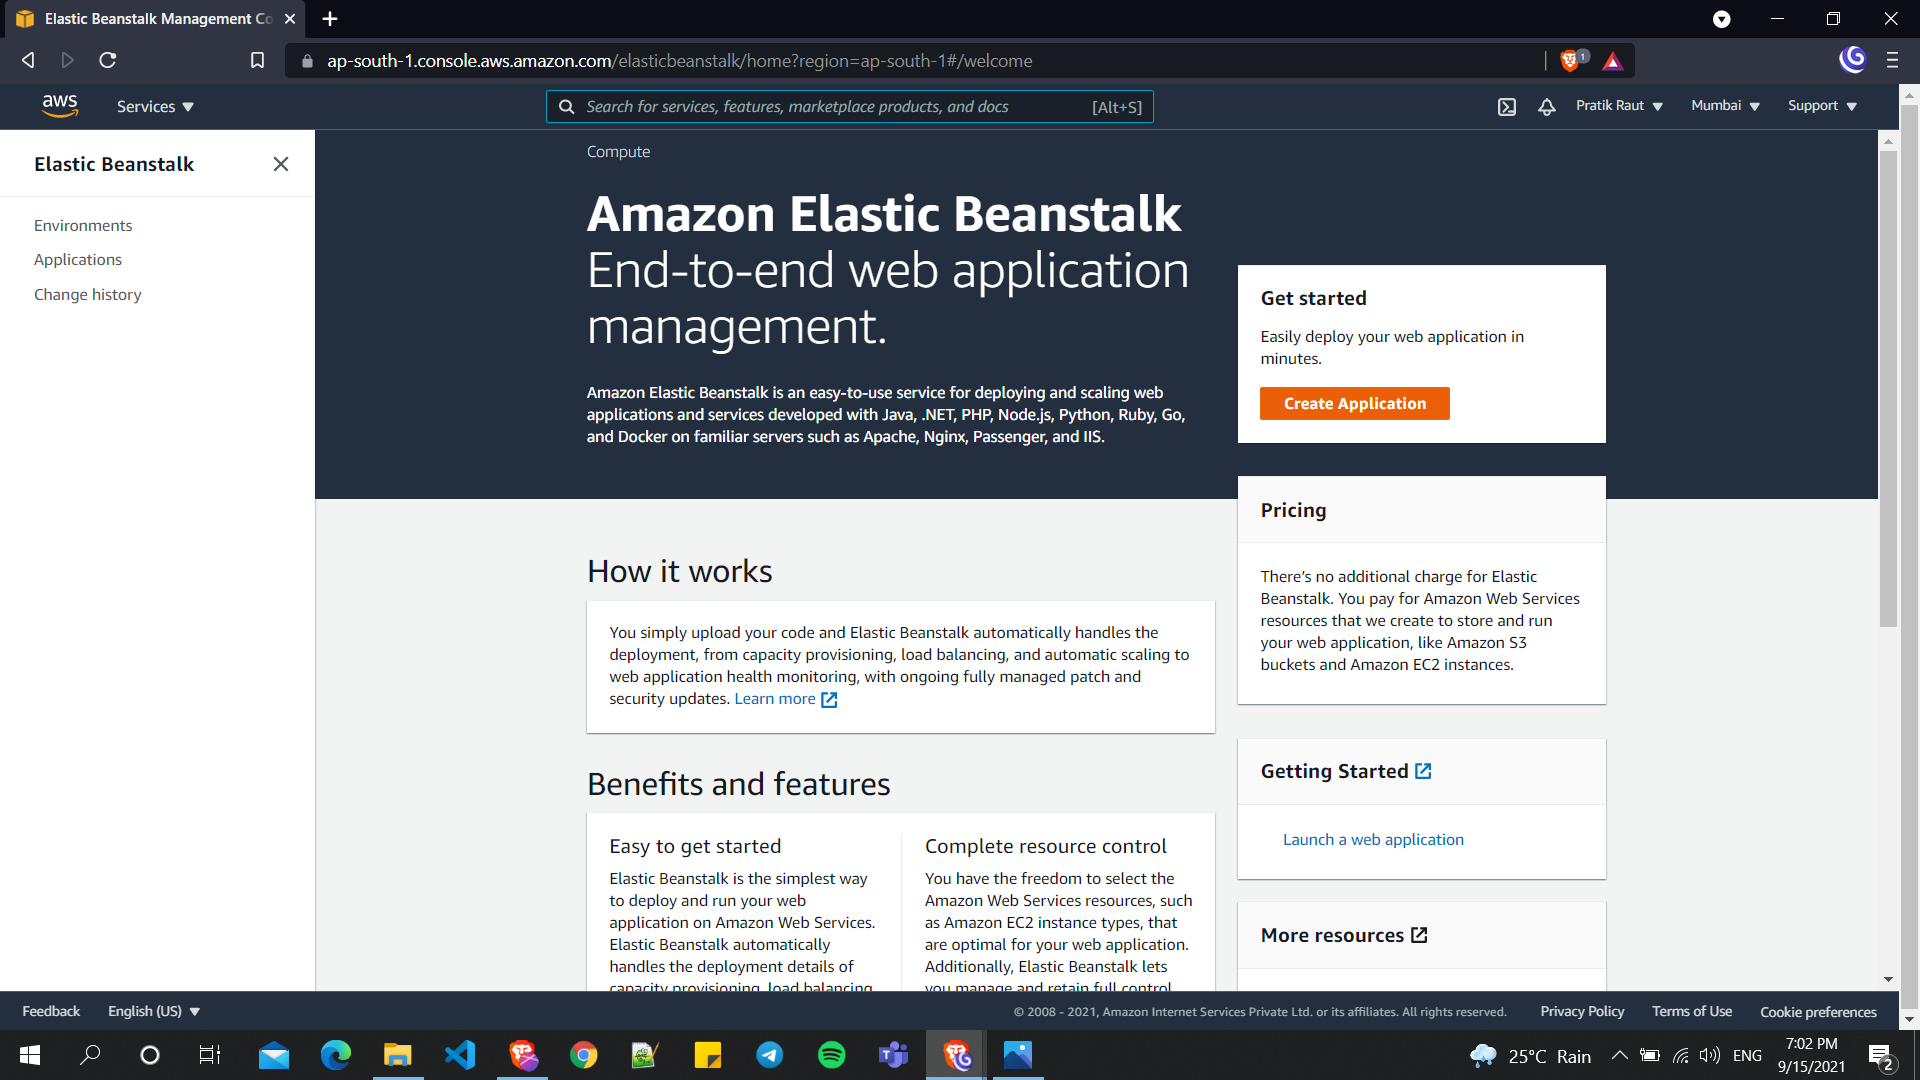 Elastic Beanstalk Management Co
ap-south-1.console.aws.amazon.com/elasticbeanstalk/home?region=ap-south-1#/welcome
1
aws
Services
Search for services, features, marketplace products, and docs
[Alt+S]
Pratik Raut
Mumbai
Support
Elastic Beanstalk
Environments
Applications
Change history
Compute
Amazon Elastic Beanstalk
End-to-end web application
management.
Amazon Elastic Beanstalk is an easy-to-use service for deploying and scaling web
applications and services developed with Java, .NET, PHP, Node.js, Python, Ruby, Go,
and Docker on familiar servers such as Apache, Nginx, Passenger, and IIS.
Get started
Easily deploy your web application in
minutes.
Create Application
Pricing
There's no additional charge for Elastic
Beanstalk. You pay for Amazon Web Services
resources that we create to store and run
your web application, like Amazon S3
buckets and Amazon EC2 instances.
How it works
You simply upload your code and Elastic Beanstalk automatically handles the
deployment, from capacity provisioning, load balancing, and automatic scaling to
web application health monitoring, with ongoing fully managed patch and
security updates. Learn more
Getting Started
Launch a web application
Benefits and features
Easy to get started
Elastic Beanstalk is the simplest way
to deploy and run your web
application on Amazon Web Services.
Elastic Beanstalk automatically
handles the deployment details of
capacity provisioning, load balancing,
Complete resource control
You have the freedom to select the
Amazon Web Services resources, such
as Amazon EC2 instance types, that
are optimal for your web application.
Additionally, Elastic Beanstalk lets
you manage and retain full control
More resources
Feedback
English (US)
© 2008 - 2021, Amazon Internet Services Private Ltd. or its affiliates. All rights reserved.
Privacy Policy
Terms of Use
Cookie preferences
25°C Rain
ENG
7:02 PM
9/15/2021
2